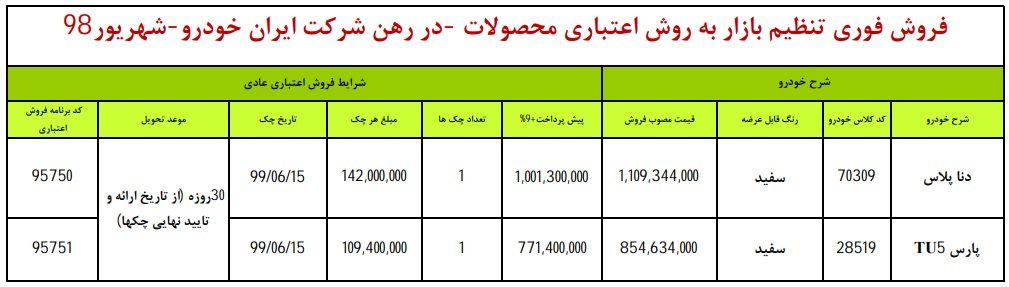 فروش فوری تنظیم بازار به روش اعتباری محصولات -در رهن شرکت ایران خودرو-شهریور98
شرح خودرو شرایط فروش اعتباری عادی
شرح خودرو کد کلاس خودرو رنگ قابل عرضه قیمت مصوب فروش پیش پرداخت+9% تعداد چک ها مبلغ هر چک تاریخ چک موعد تحویل کد برنامه فروش اعتباری
دنا پلاس 70309 سفید 1,109,344,000 1,001,300,000 1 142,000,000 99/06/15 30روزه (از تاریخ ارائه و تایید نهایی چکها) 95750
پارس TU5 28519 سفید 854,634,000 771,400,000 1 109,400,000 99/06/15 95751